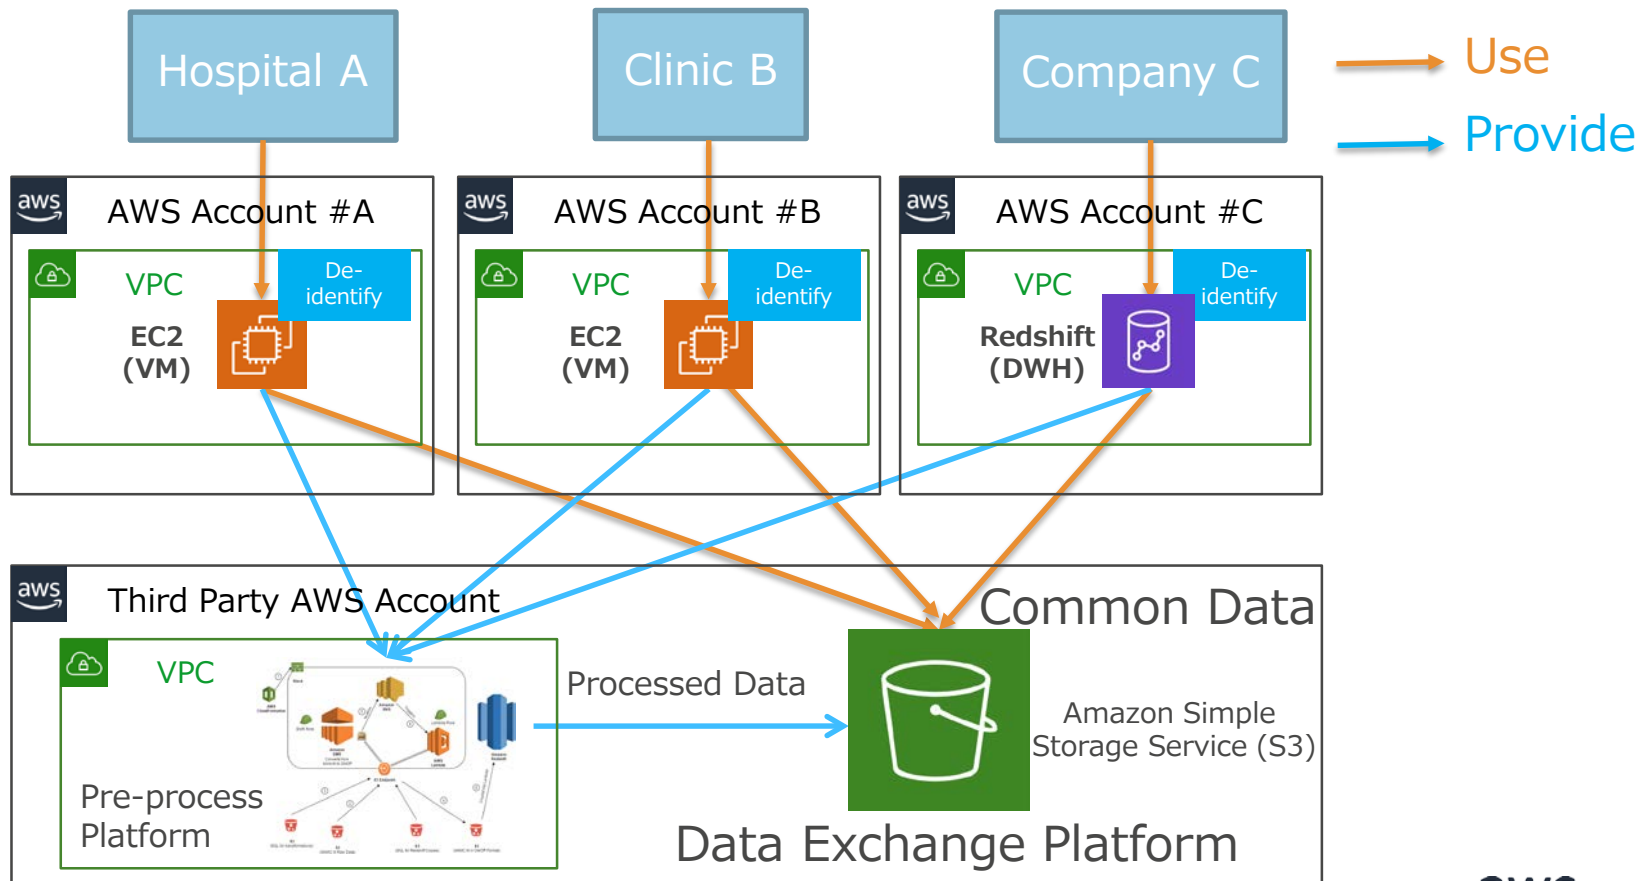 Hospital A
Clinic B
Company C
Use
Provide
aws
AWS Account #A
aws
AWS Account #B
aws
AWS Account #C
VPC
De-
identify
EC2
(VM)
VPC
De-
identify
EC2
(VM)
VPC
De-
identify
Redshift
(DWH)
aws
Third Party AWS Account
Common Data
VPC
Processed Data
Amazon Simple
Storage Service (S3)
Pre-process
Platform
Data Exchange Platform